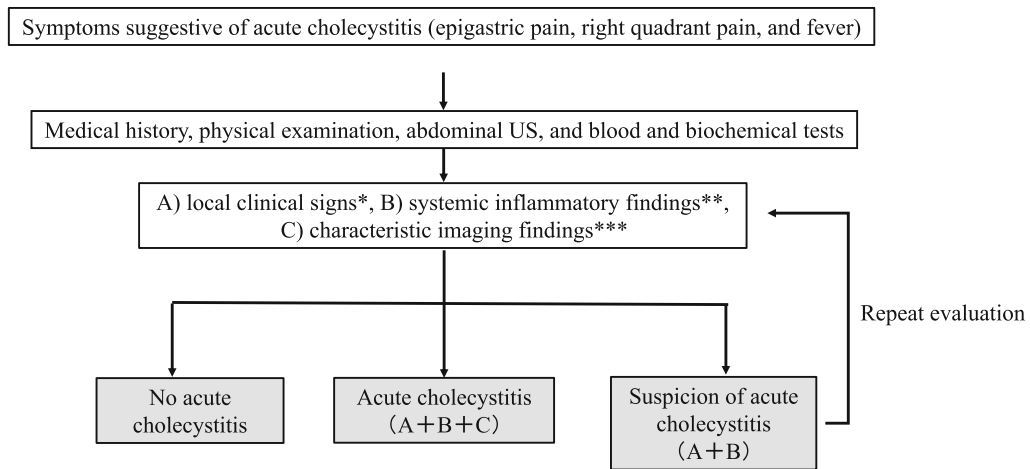 Symptoms suggestive of acute cholecystitis (epigastric pain, right quadrant pain, and fever)
Medical history, physical examination, abdominal US, and blood and biochemical tests
A) local clinical signs*, B) systemic inflammatory findings**,
C) characteristic imaging findings***
Repeat evaluation
No acute
cholecystitis
Acute cholecystitis
(A+B+C)
Suspicion of acute
cholecystitis
(A+B)